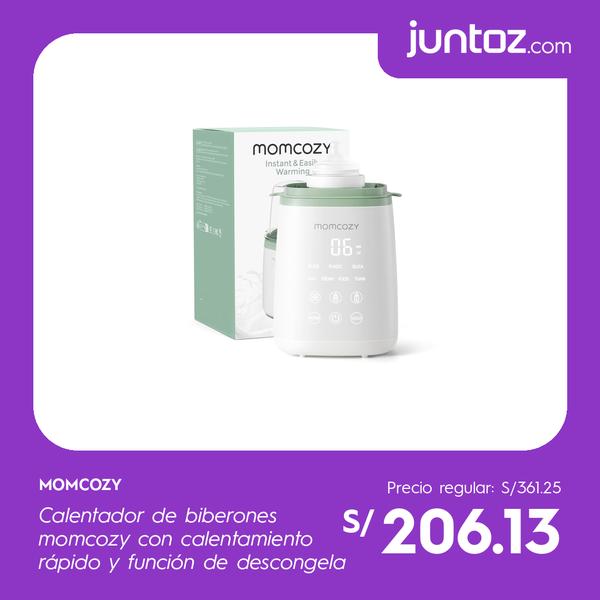 juntoz.com
momcozy
Instant & Easily
Warming
momcozy
06
MOMCOZY
Precio regular: S/361.25
Calentador de biberones
momcozy con calentamiento
rápido y función de descongela
S/ 206.13